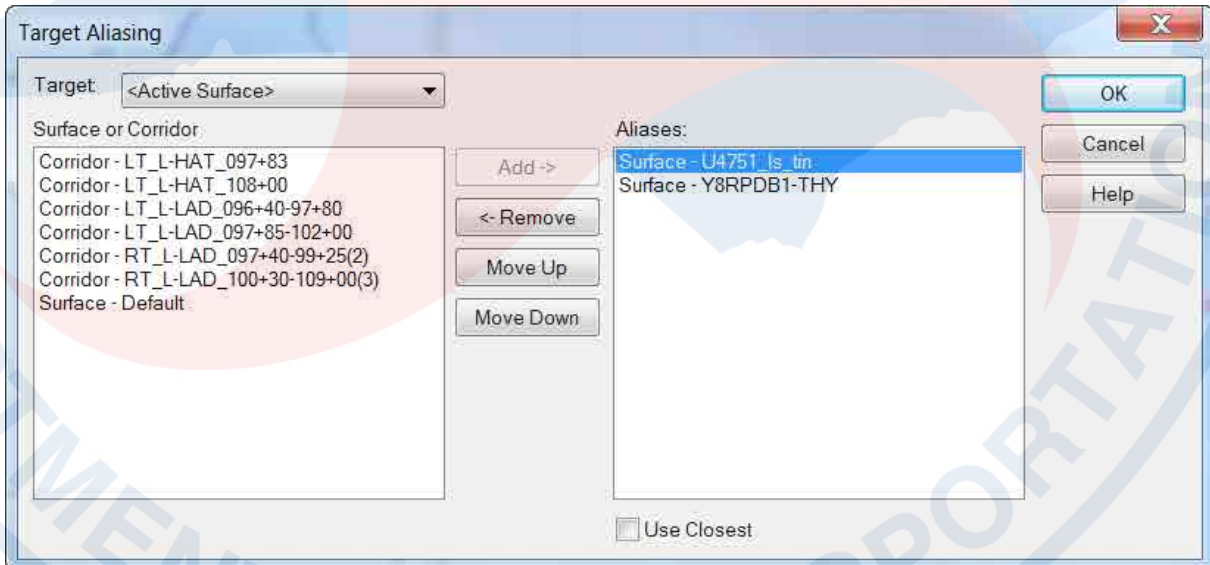 Target Aliasing
Target: <Active Surface>
OK
Surface or Corridor
Aliases:
Cancel
Help
Corridor - LT_L-HAT_097+83
Corridor - LT_L-HAT_108+00
Corridor - LT_L-LAD_096+40-97+80
Corridor - LT_L-LAD_097+85-102+00
Corridor - RT_L-LAD_097+40-99+25(2)
Corridor - RT_L-LAD_100+30-109+00(3)
Surface - Default
Add ->
<- Remove
Move Up
Move Down
Surface - U4751_ls_tin
Surface - Y8RPDB1-THY
Use Closest